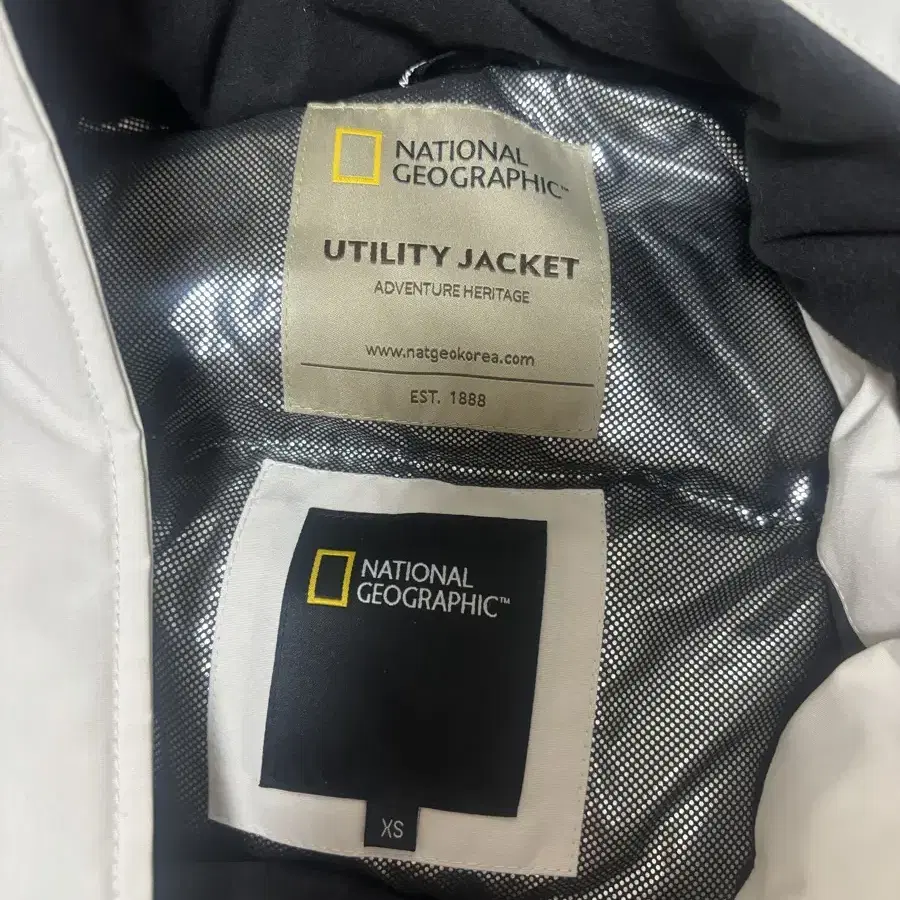 NATIONAL
GEOGRAPHIC™
UTILITY JACKET
ADVENTURE HERITAGE
www.natgeokorea.com
EST. 1888
NATIONAL
GEOGRAPHIC™
XS